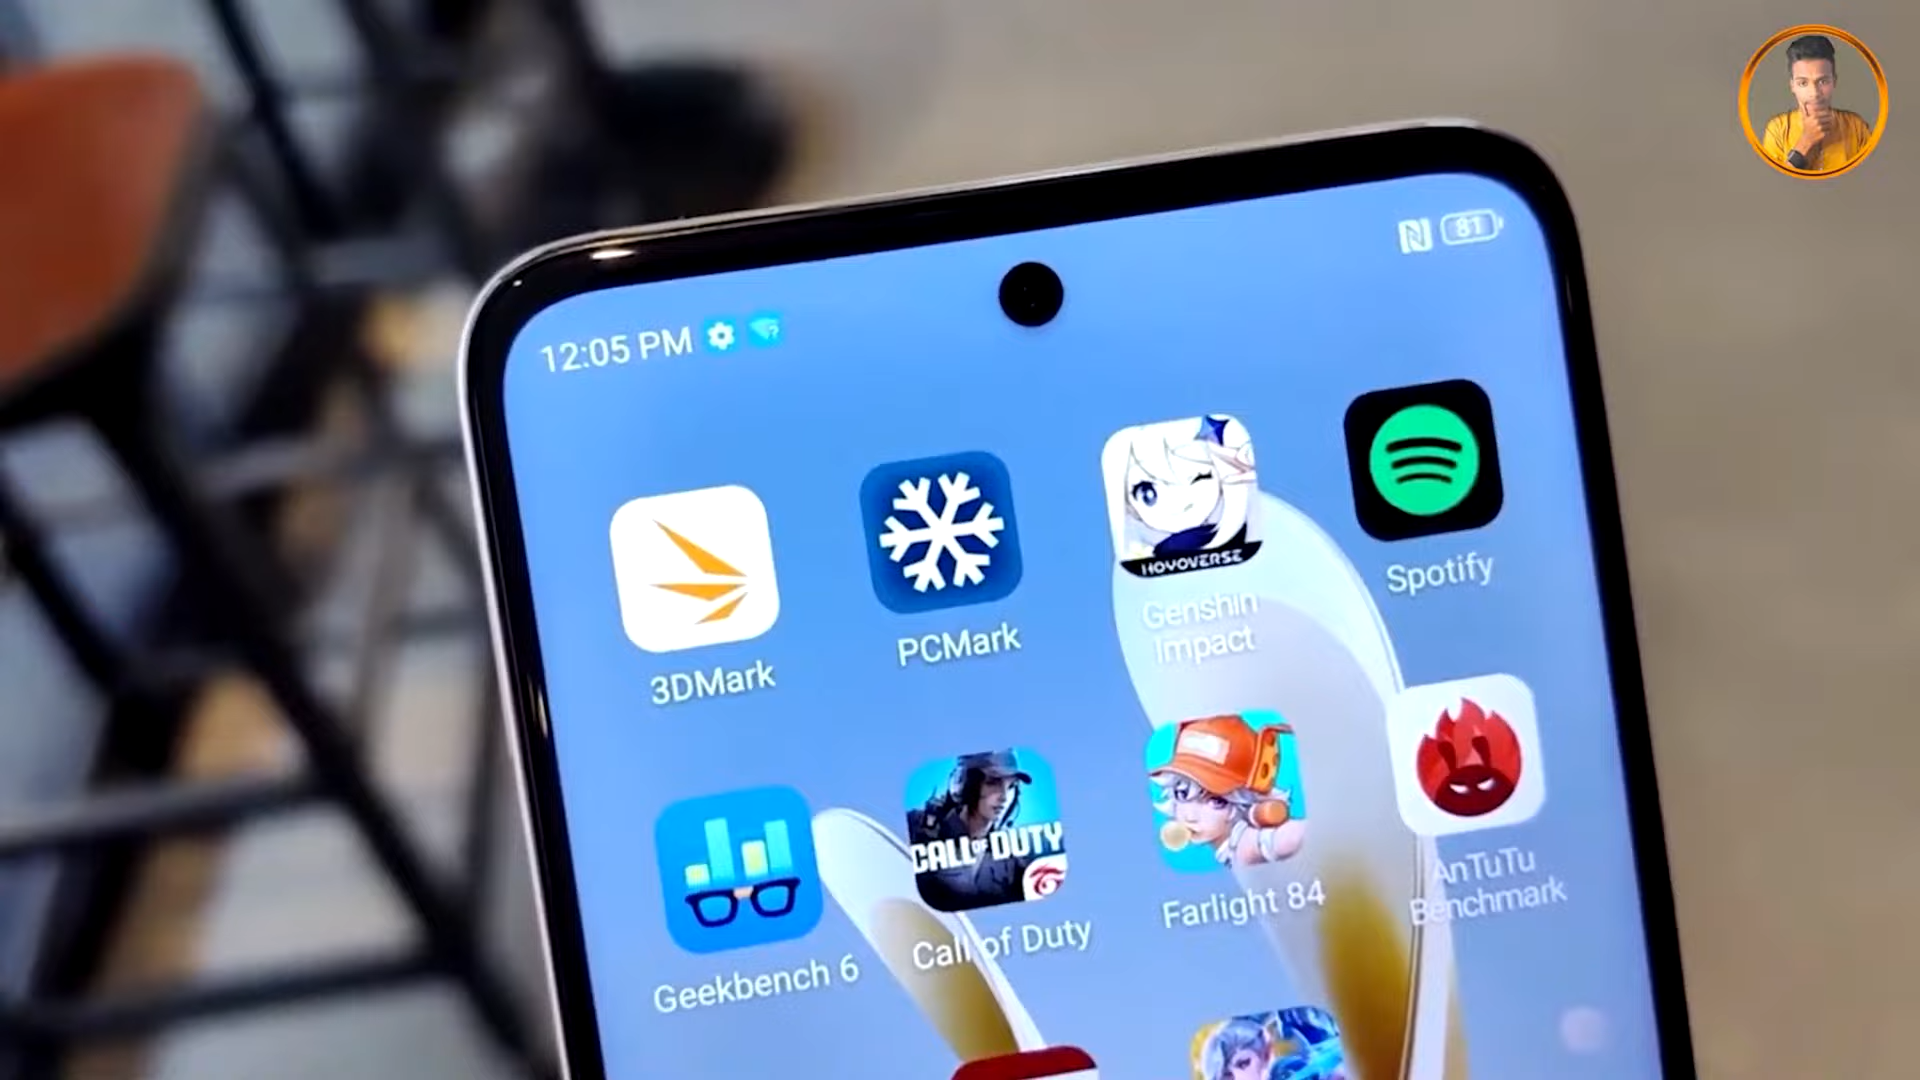 12:05 PM
81
3DMark
PCMark
HOYOVERSE
Genshin
Impact
Spotify
Geekbench 6
CALL OF DUTY
Call of Duty
Farlight 84
AnTuTu
Benchmark